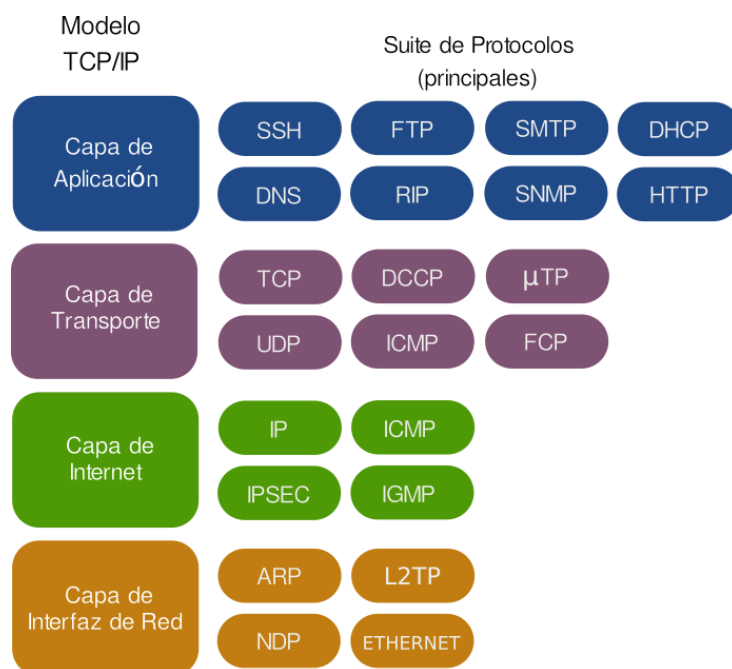 Modelo
TCP/IP
Suite de Protocolos
(principales)
Capa de
Aplicación
SSH
FTP
SMTP
DHCP
DNS
RIP
SNMP
HTTP
Capa de
Transporte
TCP
DCCP
µTP
UDP
ICMP
FCP
Capa de
Internet
IP
ICMP
IPSEC
IGMP
Capa de
Interfaz de Red
ARP
L2TP
NDP
ETHERNET